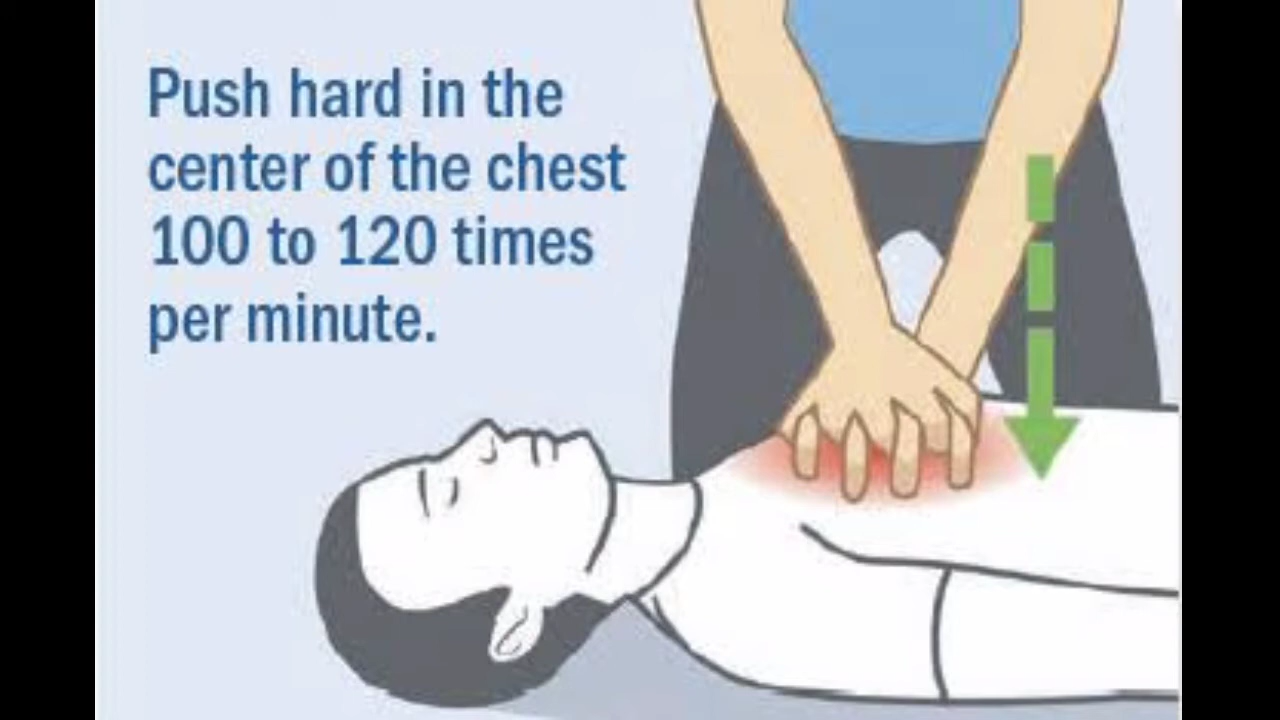 Push hard in the
center of the chest
100 to 120 times
per minute.